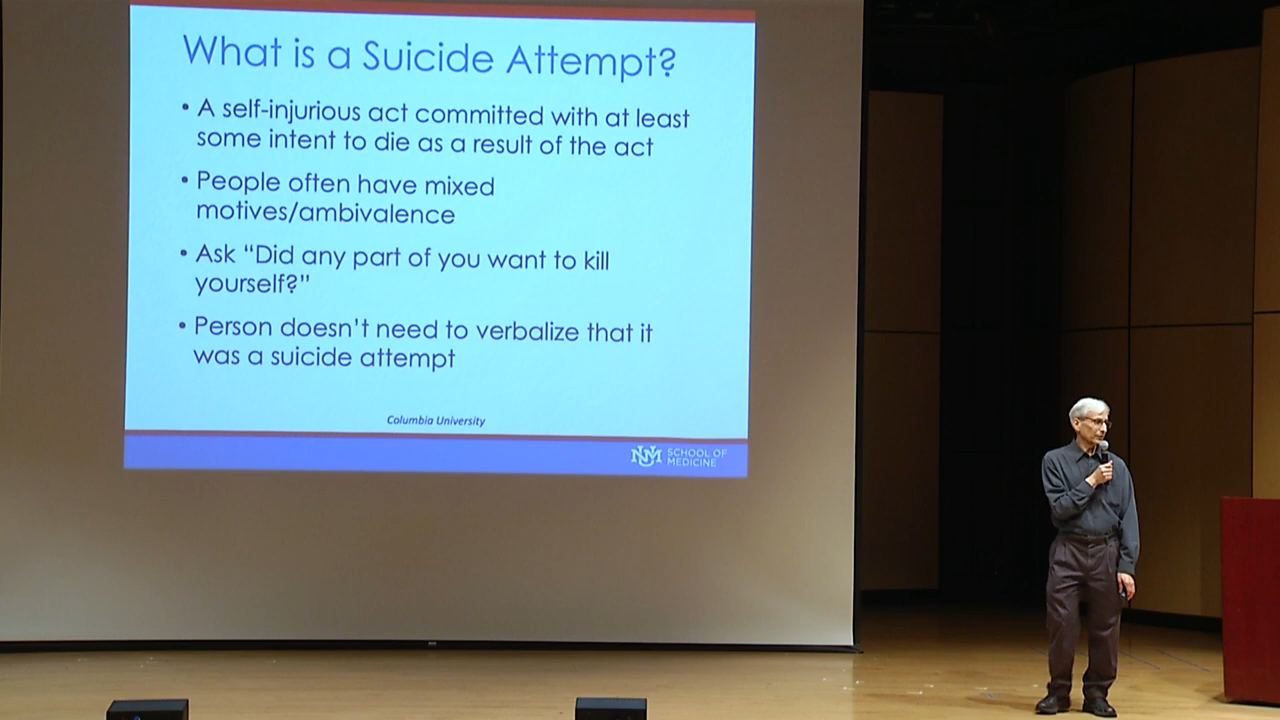 What is a Suicide Attempt?
• A self-injurious act committed with at least
some intent to die as a result of the act
• People often have mixed
motives/ambivalence
• Ask “Did any part of you want to kill
yourself?”
• Person doesn’t need to verbalize that it
was a suicide attempt
Columbia University
UNM SCHOOL OF
MEDICINE